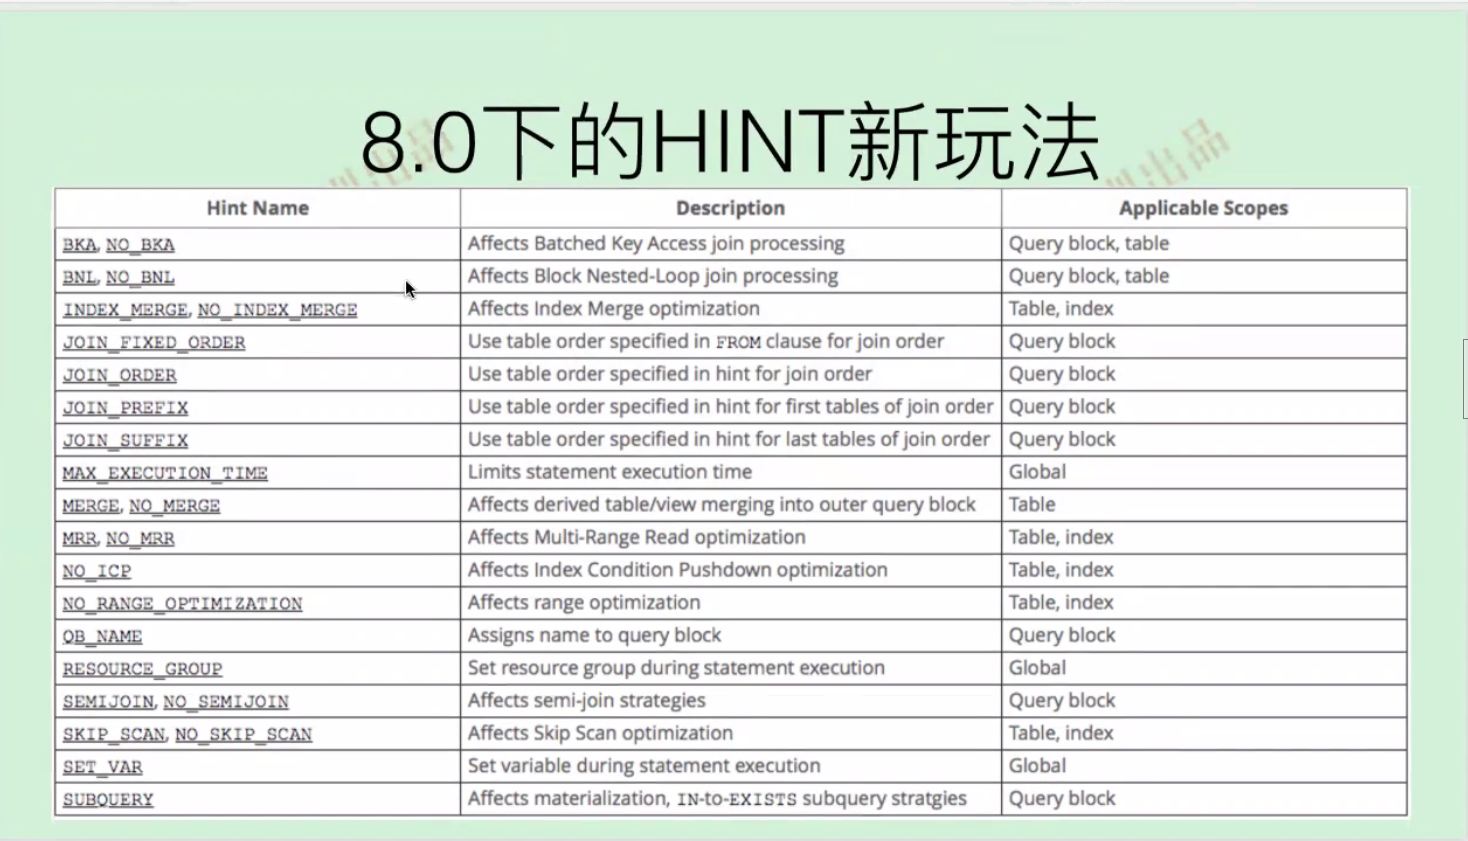 8.0下的HINT新玩法
Hint Name Description Applicable Scopes
BKA, NO_BKA Affects Batched Key Access join processing Query block, table
BNL, NO_BNL Affects Block Nested-Loop join processing Query block, table
INDEX_MERGE, NO_INDEX_MERGE Affects Index Merge optimization Table, index
JOIN_FIXED_ORDER Use table order specified in FROM clause for join order Query block
JOIN_ORDER Use table order specified in hint for join order Query block
JOIN_PREFIX Use table order specified in hint for first tables of join order Query block
JOIN_SUFFIX Use table order specified in hint for last tables of join order Query block
MAX_EXECUTION_TIME Limits statement execution time Global
MERGE, NO_MERGE Affects derived table/view merging into outer query block Table
MRR, NO_MRR Affects Multi-Range Read optimization Table, index
NO_ICP Affects Index Condition Pushdown optimization Table, index
NO_RANGE_OPTIMIZATION Affects range optimization Table, index
QB_NAME Assigns name to query block Query block
RESOURCE_GROUP Set resource group during statement execution Global
SEMIJOIN, NO_SEMIJOIN Affects semi-join strategies Query block
SKIP_SCAN, NO_SKIP_SCAN Affects Skip Scan optimization Table, index
SET_VAR Set variable during statement execution Global
SUBQUERY Affects materialization, IN-to-EXISTS subquery stratgies Query block
出品